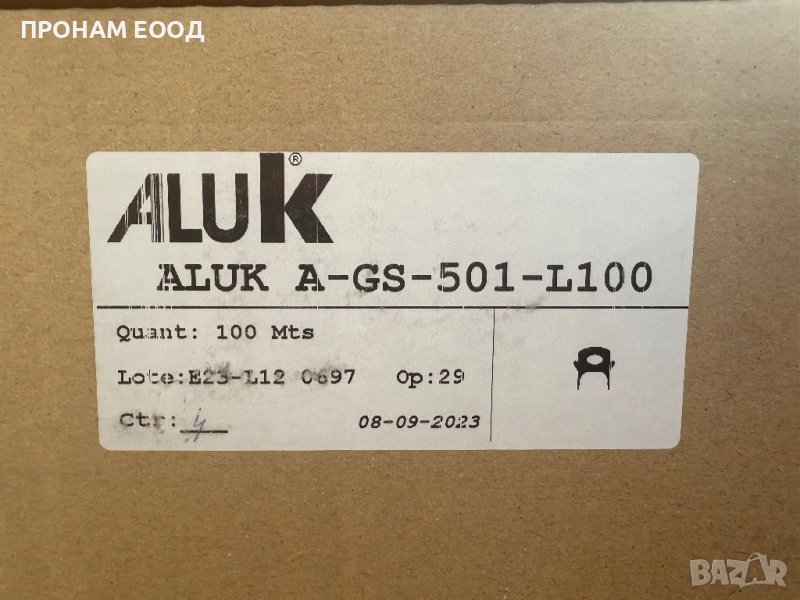 ПРОНАМ ЕООД
ALUK®
ALUK A-GS-501-L100
Quant: 100 Mts
Lote:E23-L12 0697 Op:29
Ctr:
08-09-2023
BAZAR